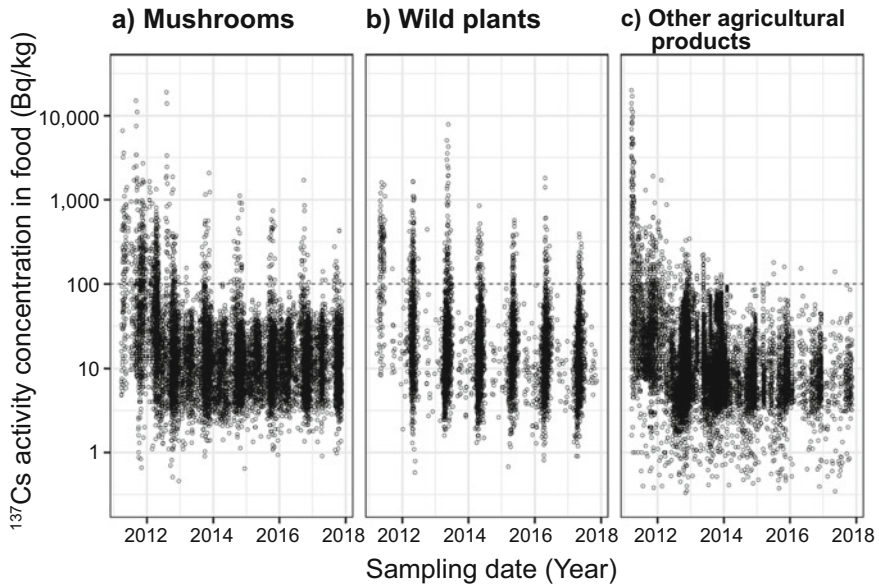 a) Mushrooms
b) Wild plants
c) Other agricultural
products
¹³⁷Cs activity concentration in food (Bq/kg)
10,000
1,000
100
10
1
2012 2014 2016 2018
2012 2014 2016 2018
2012 2014 2016 2018
Sampling date (Year)